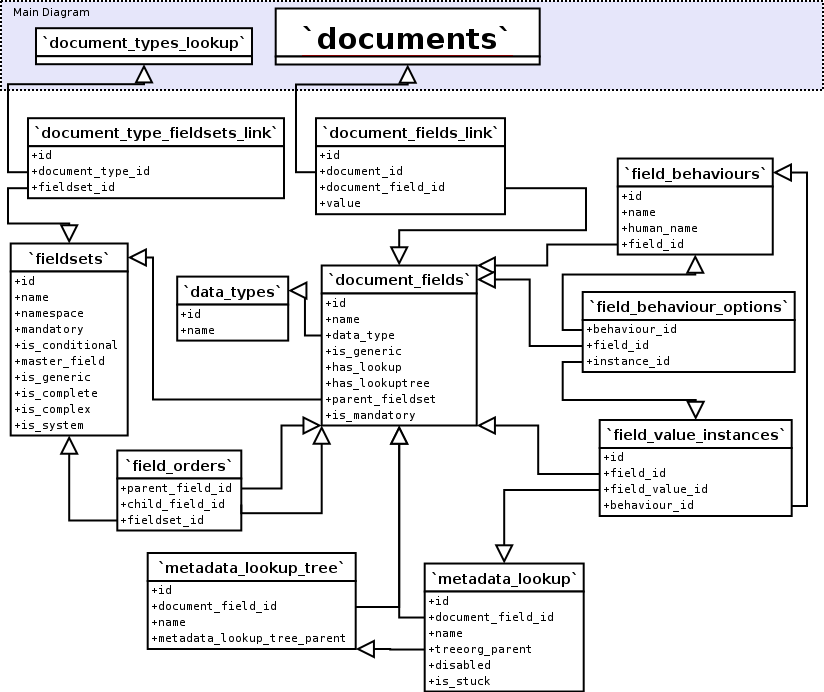 Main Diagram
`document_types_lookup`
`documents`
`document_type_fieldsets_link`
+id
+document_type_id
+fieldset_id
`document_fields_link`
+id
+document_id
+document_field_id
+value
`field_behaviours`
+id
+name
+human_name
+field_id
`fieldsets`
+id
+name
+namespace
+mandatory
+is_conditional
+master_field
+is_generic
+is_complete
+is_complex
+is_system
`data_types`
+id
+name
`document_fields`
+id
+name
+data_type
+is_generic
+has_lookup
+has_lookuptree
+parent_fieldset
+is_mandatory
`field_behaviour_options`
+behaviour_id
+field_id
+instance_id
`field_value_instances`
+id
+field_id
+field_value_id
+behaviour_id
`field_orders`
+parent_field_id
+child_field_id
+fieldset_id
`metadata_lookup_tree`
+id
+document_field_id
+name
+metadata_lookup_tree_parent
`metadata_lookup`
+id
+document_field_id
+name
+treeorg_parent
+disabled
+is_stuck